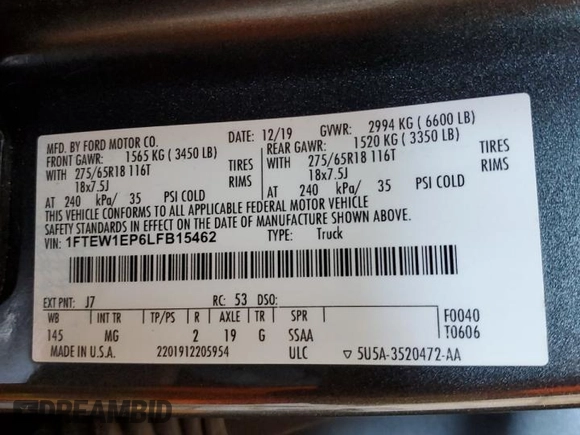 MFD. BY FORD MOTOR CO. DATE: 12/19 GVWR: 2994 KG ( 6600 LB)
FRONT GAWR: 1565 KG ( 3450 LB) REAR GAWR: 1520 KG ( 3350 LB)
WITH 275/65R18 116T TIRES WITH 275/65R18 116T TIRES
18x7.5J RIMS 18x7.5J RIMS
AT 240 kPa/ 35 PSI COLD AT 240 kPa/ 35 PSI COLD
THIS VEHICLE CONFORMS TO ALL APPLICABLE FEDERAL MOTOR VEHICLE
SAFETY STANDARDS IN EFFECT ON THE DATE OF MANUFACTURE SHOWN ABOVE.
VIN: 1FTEW1EP6LFB15462 TYPE: Truck
EXT PNT: J7 RC: 53 DSO:
WB INT TR TP/PS R AXLE TR SPR F0040
145 MG 2 19 G SSAA T0606
MADE IN U.S.A. 2201912205954 ULC ▽ 5U5A-3520472-AA
DREAMBID